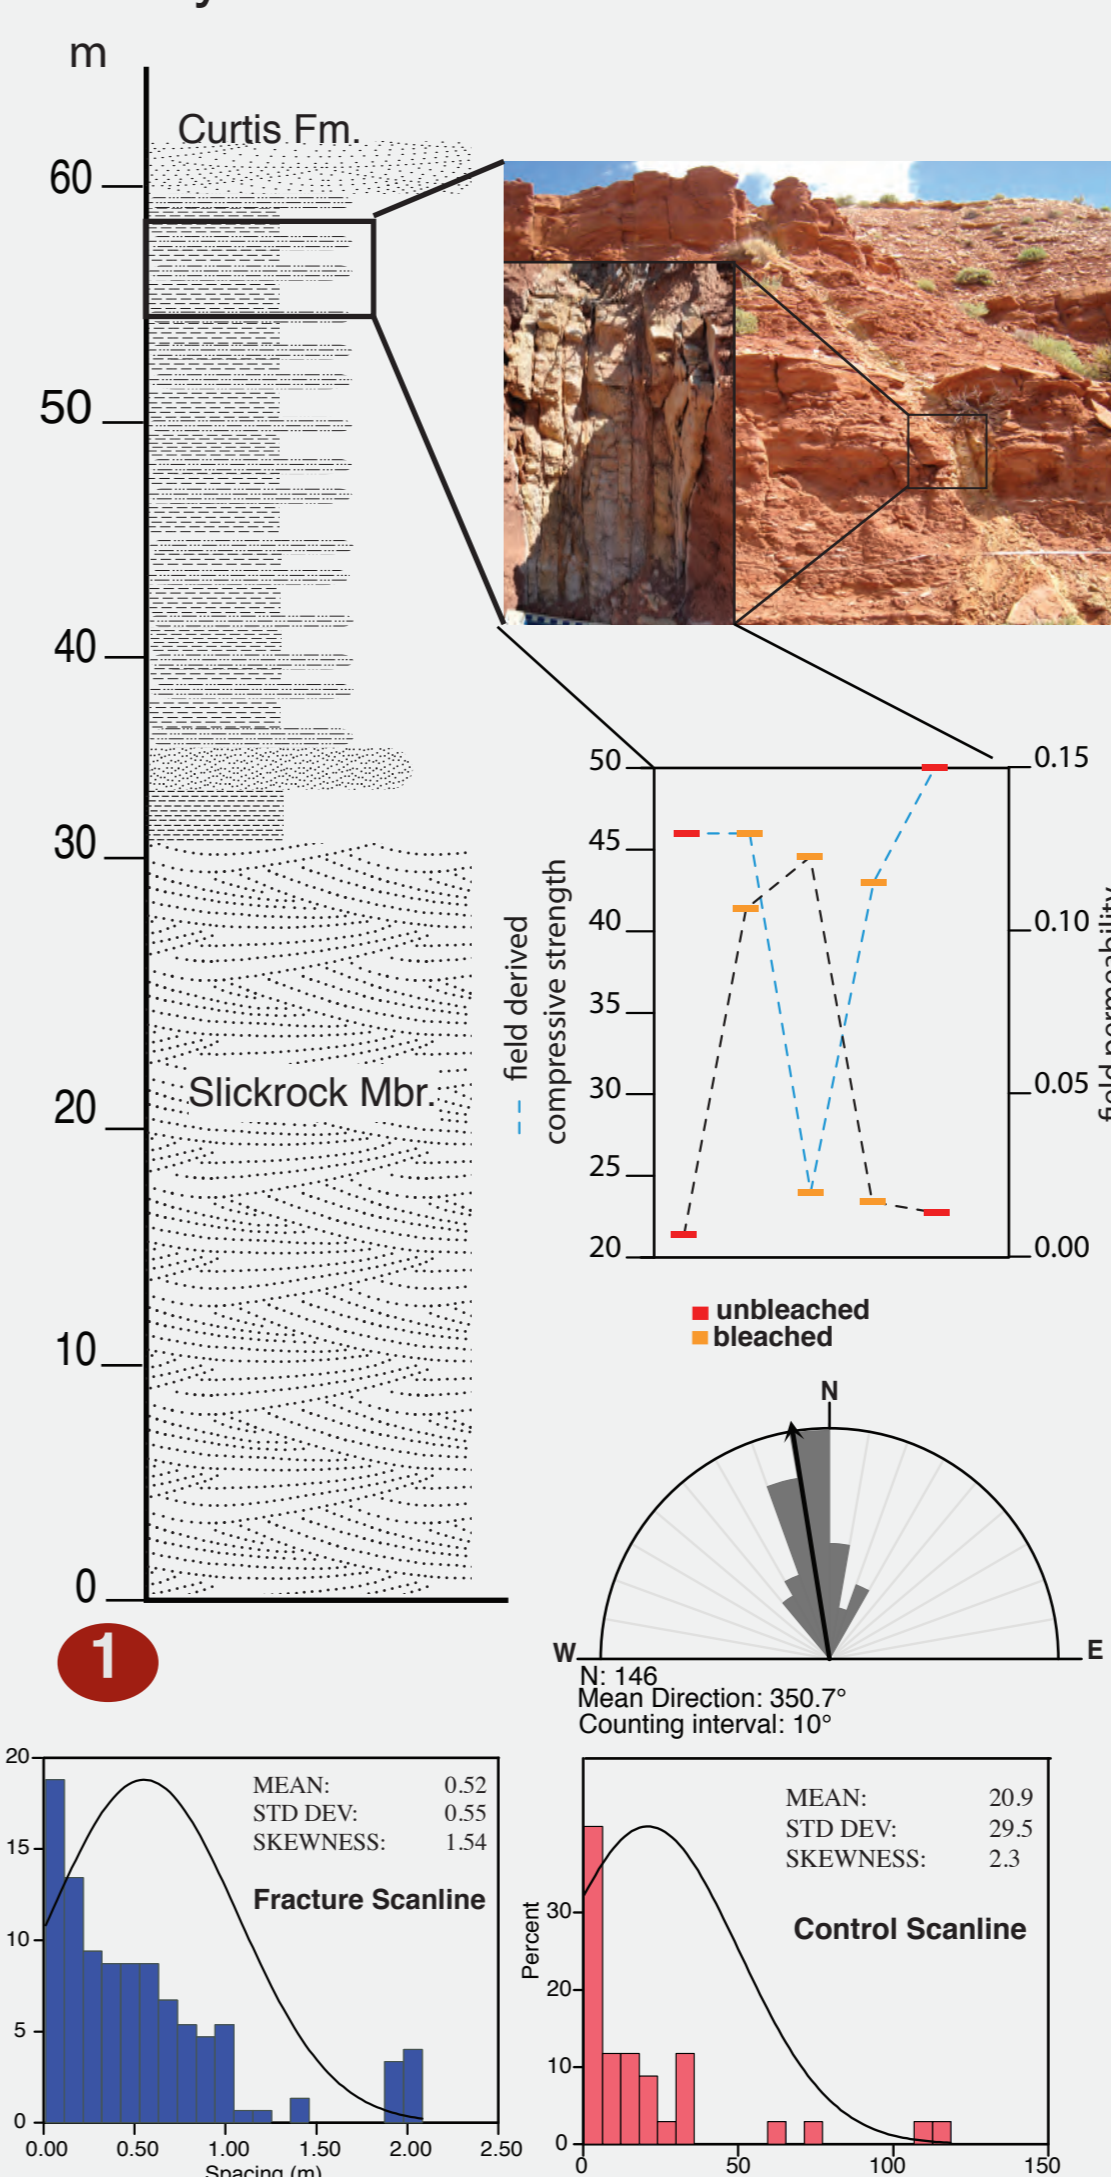 m
Curtis Fm.
60
50
40
30
Slickrock Mbr.
20
10
0
1
50
45
40
35
30
25
20
field derived
compressive strength
0.15
0.10
0.05
0.00
field permeability
unbleached
bleached
N
W
E
N: 146
Mean Direction: 350.7°
Counting interval: 10°
20
15
10
5
0
MEAN: 0.52
STD DEV: 0.55
SKEWNESS: 1.54
Fracture Scanline
0.00 0.50 1.00 1.50 2.00 2.50
Spacing (m)
Percent
30
20
10
0
MEAN: 20.9
STD DEV: 29.5
SKEWNESS: 2.3
Control Scanline
0 50 100 150